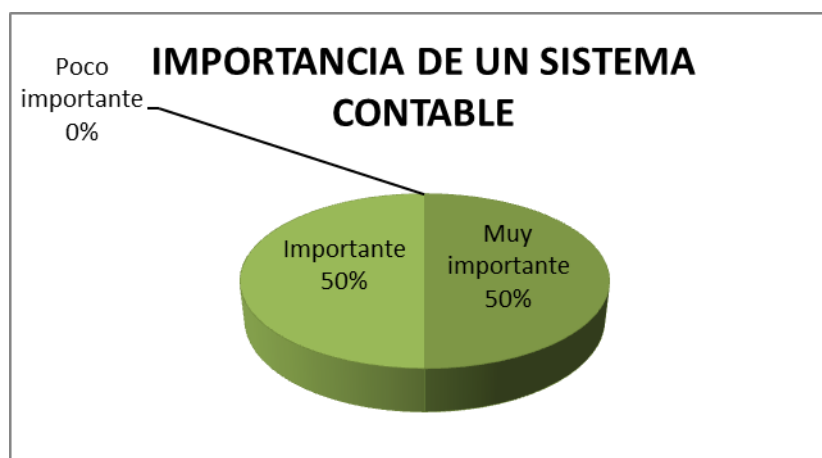 IMPORTANCIA DE UN SISTEMA
CONTABLE
Poco
importante
0%
Importante
50%
Muy
importante
50%